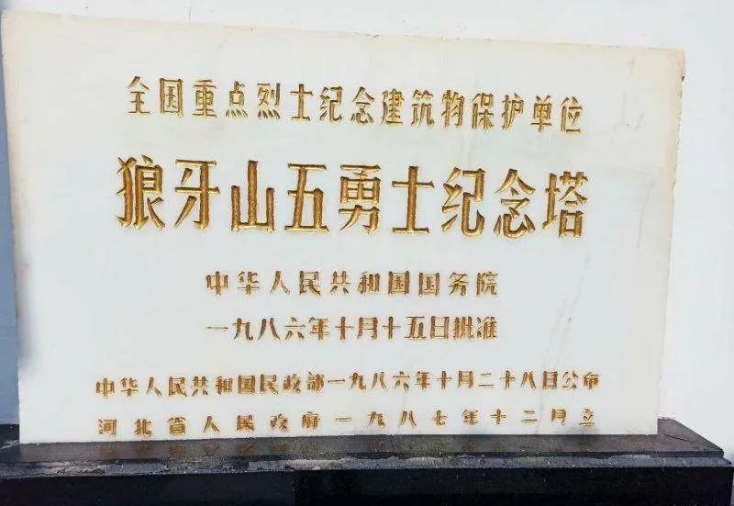 全国重点烈士纪念建筑物保护单位
狼牙山五勇士纪念塔
中华人民共和国国务院
一九八六年十月十五日批准
中华人民共和国民政部一九八六年十月二十八日公布
河北省人民政府一九八七年十二月立